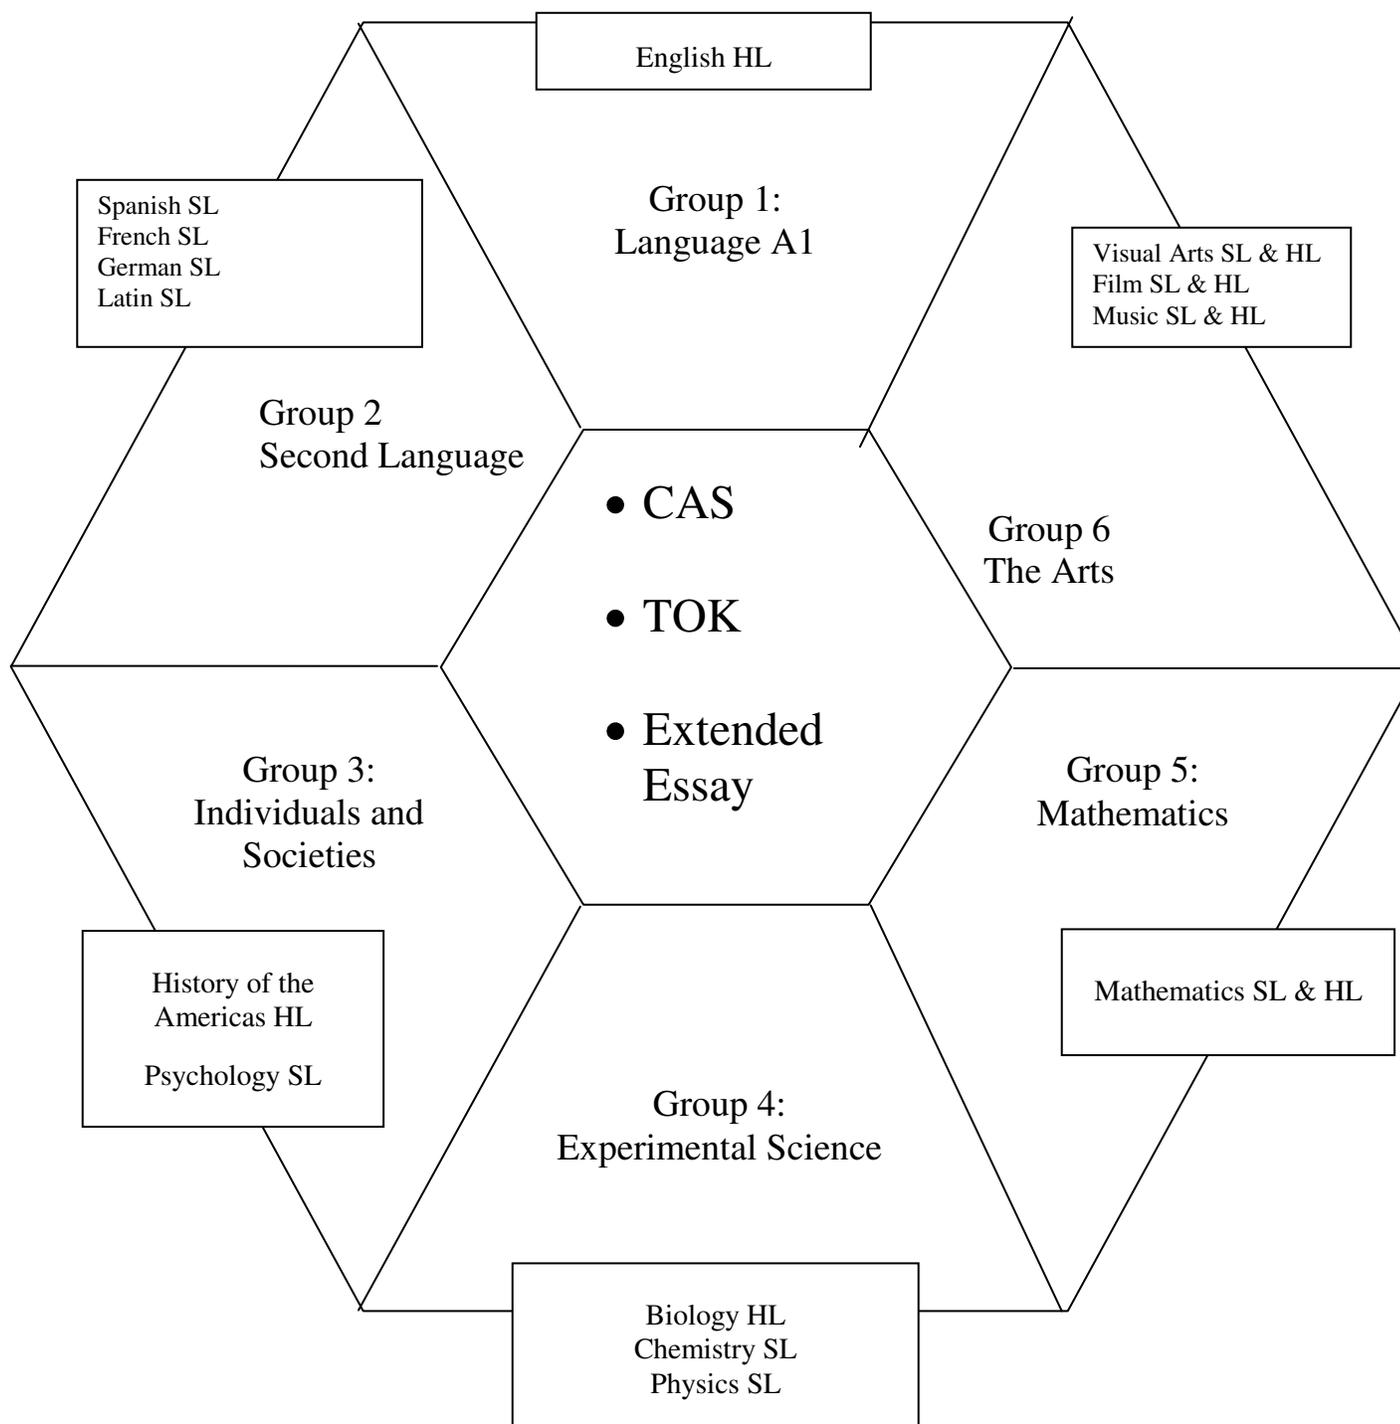 English HL
Group 1:
Language A1
Spanish SL
French SL
German SL
Latin SL
Visual Arts SL & HL
Film SL & HL
Music SL & HL
Group 2
Second Language
• CAS
• TOK
• Extended
Essay
Group 6
The Arts
Group 3:
Individuals and
Societies
Group 5:
Mathematics
History of the
Americas HL
Psychology SL
Mathematics SL & HL
Group 4:
Experimental Science
Biology HL
Chemistry SL
Physics SL